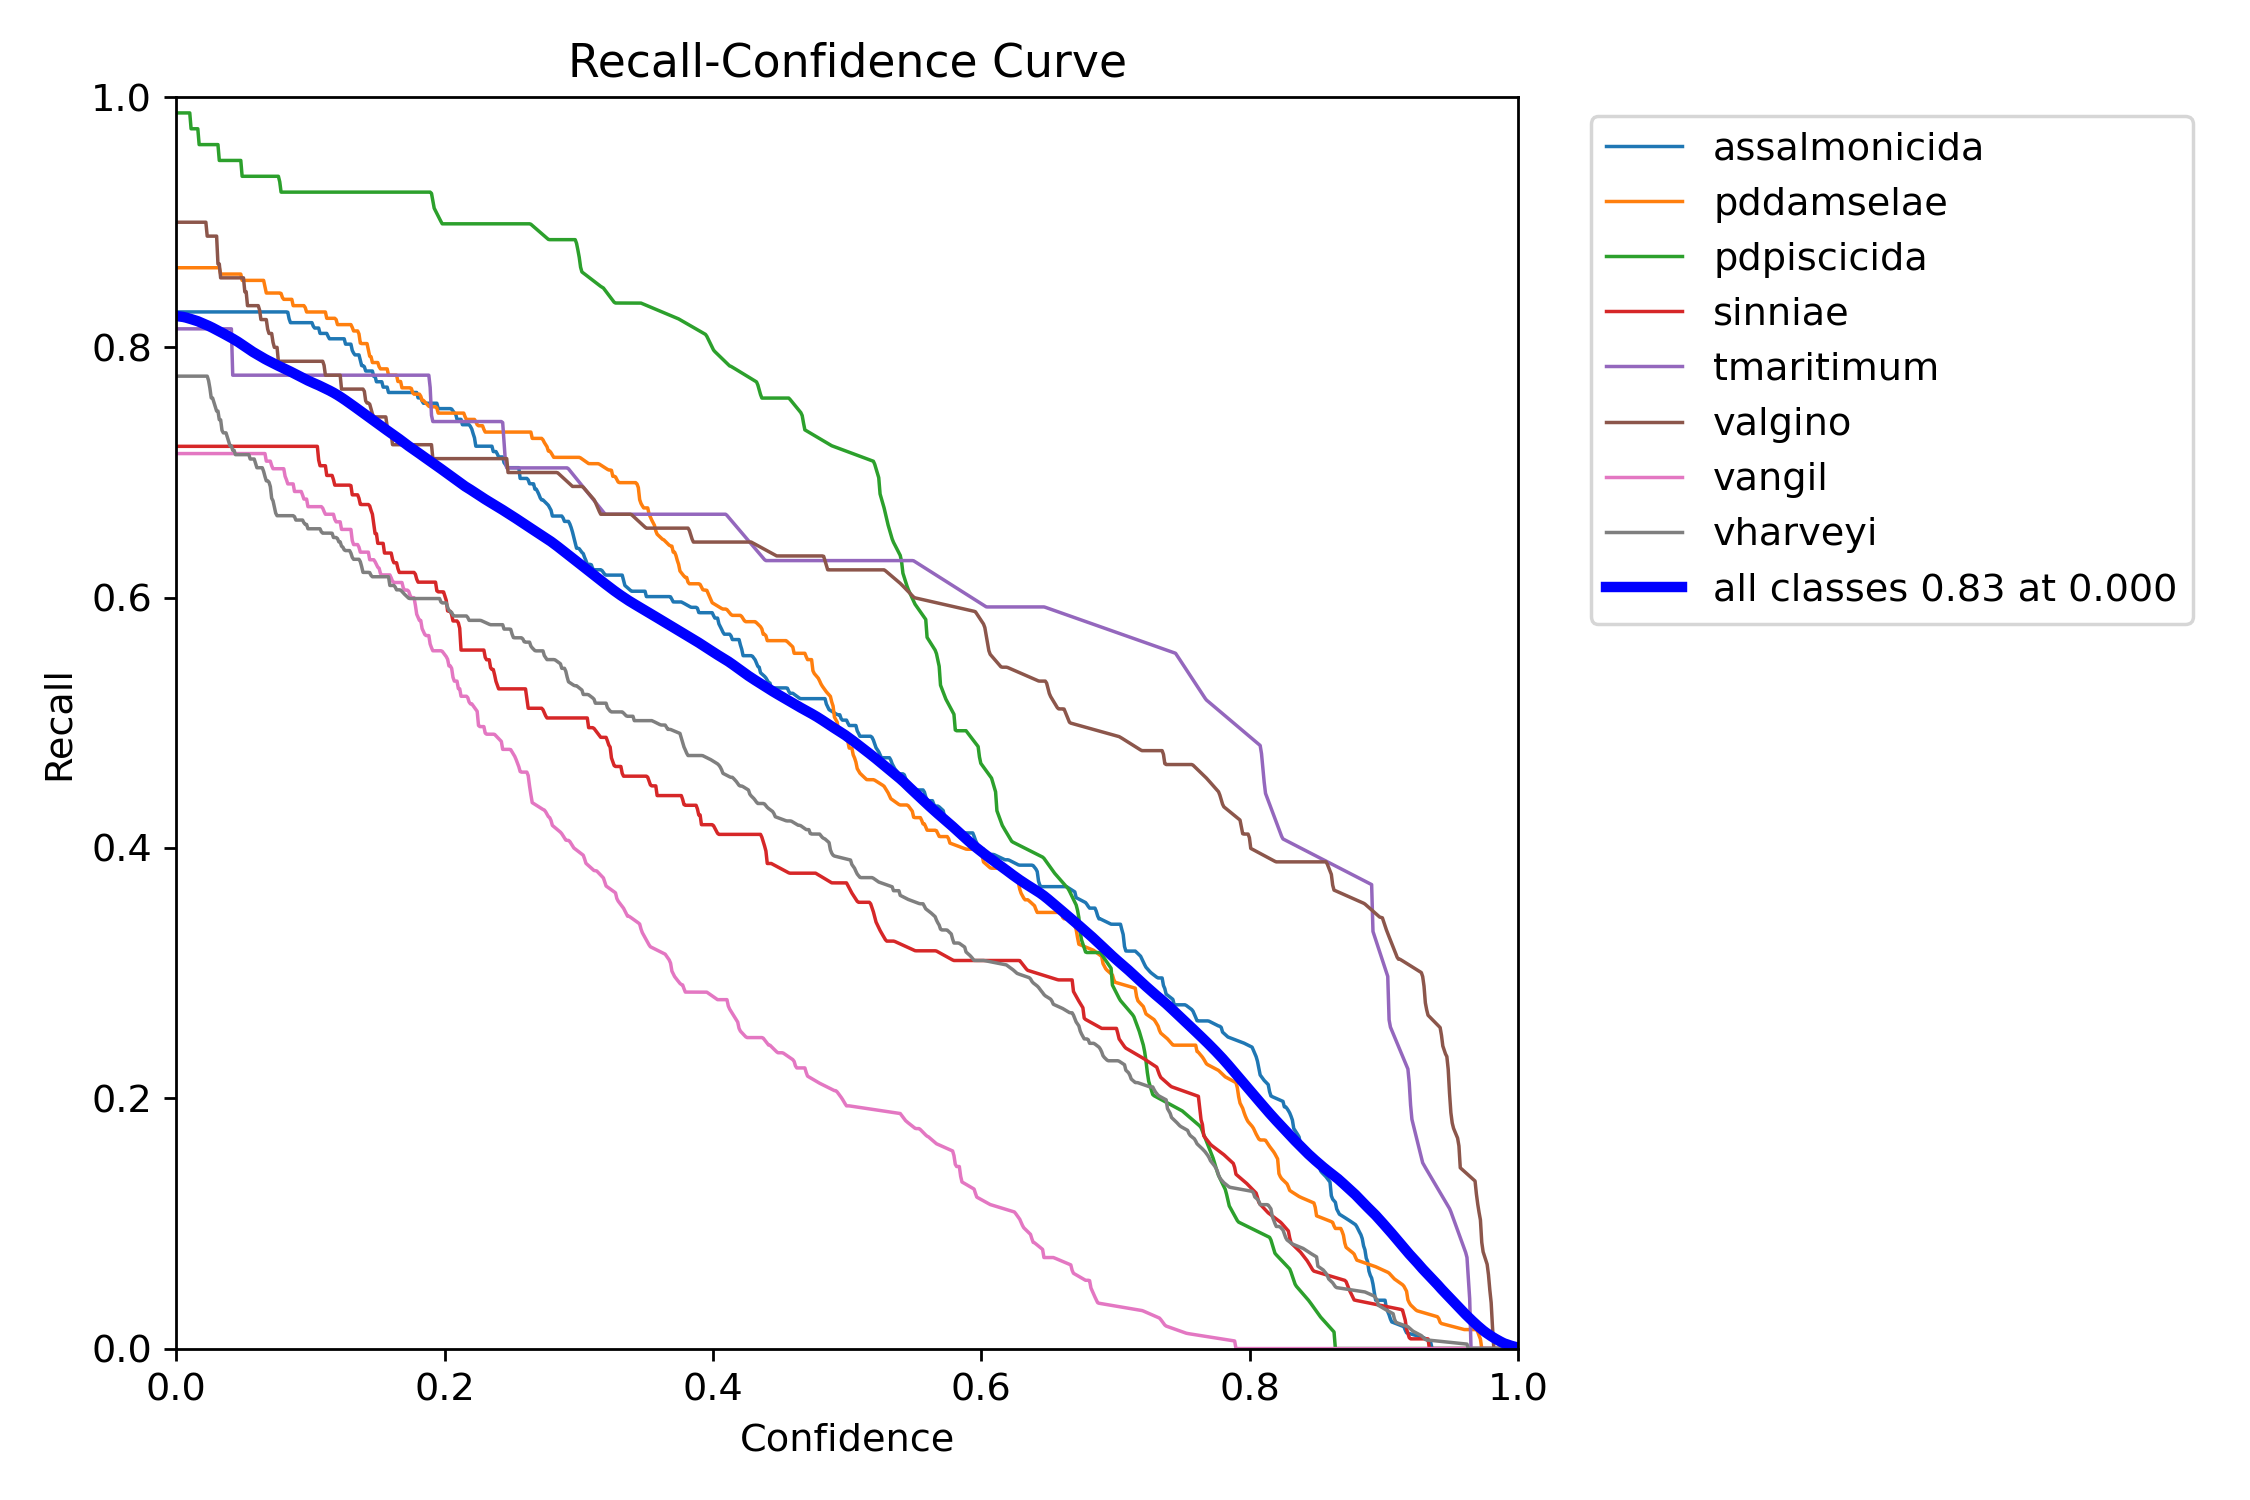 Recall-Confidence Curve
1.0
0.8
0.6
0.4
0.2
0.0
Recall
0.0 0.2 0.4 0.6 0.8 1.0
Confidence
assalmonicida
pddamselae
pdpiscicida
sinniae
tmaritimum
valgino
vangil
vharveyi
all classes 0.83 at 0.000